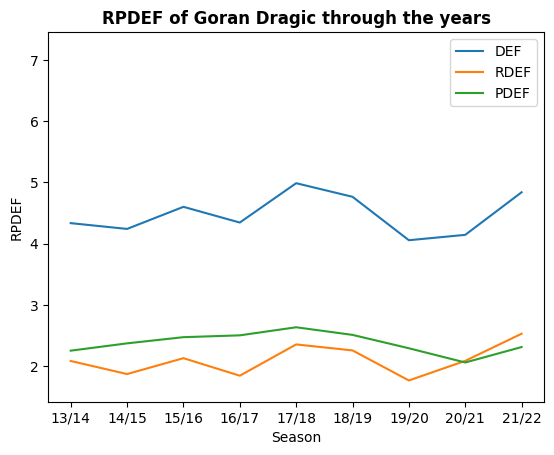 RPDEF of Goran Dragic through the years
DEF
RDEF
PDEF
7
6
5
4
3
2
RPDEF
13/14 14/15 15/16 16/17 17/18 18/19 19/20 20/21 21/22
Season